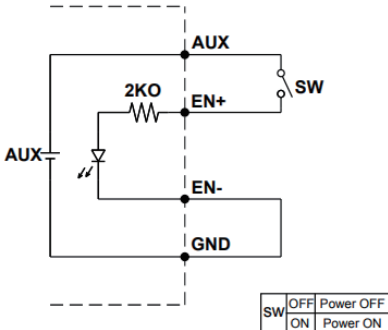 AUX
2KO
EN+
SW
AUX
EN-
GND
SW OFF Power OFF
ON Power ON